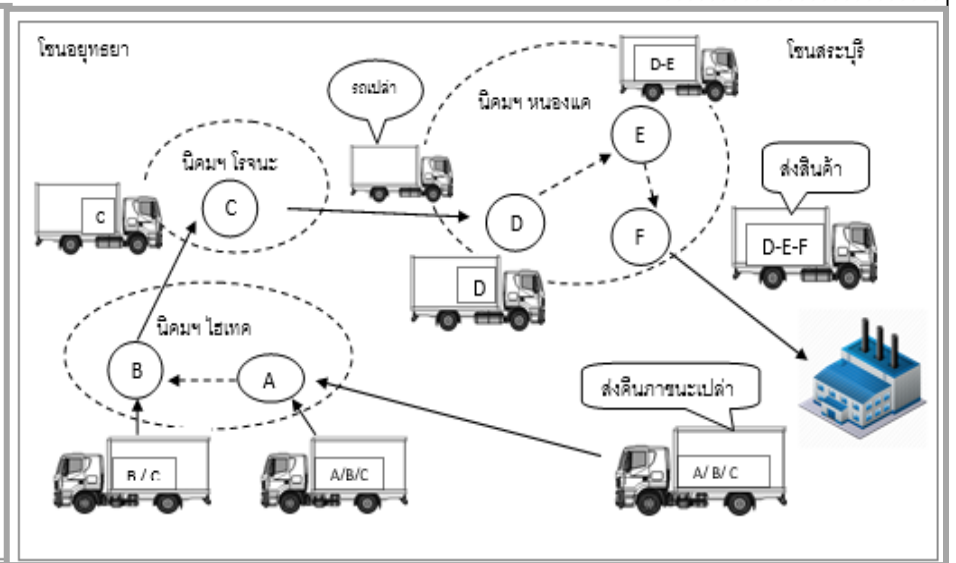 โซนอยุทธยา
โซนสระบุรี
D-E
รถเปล่า
นิคมฯ หนองแค
E
นิคมฯ โรจนะ
ส่งสินค้า
C
C
D
F
D-E-F
D
นิคมฯ ไฮเทค
B
A
ส่งคืนภาชนะเปล่า
B / C
A/B/C
A/ B/ C